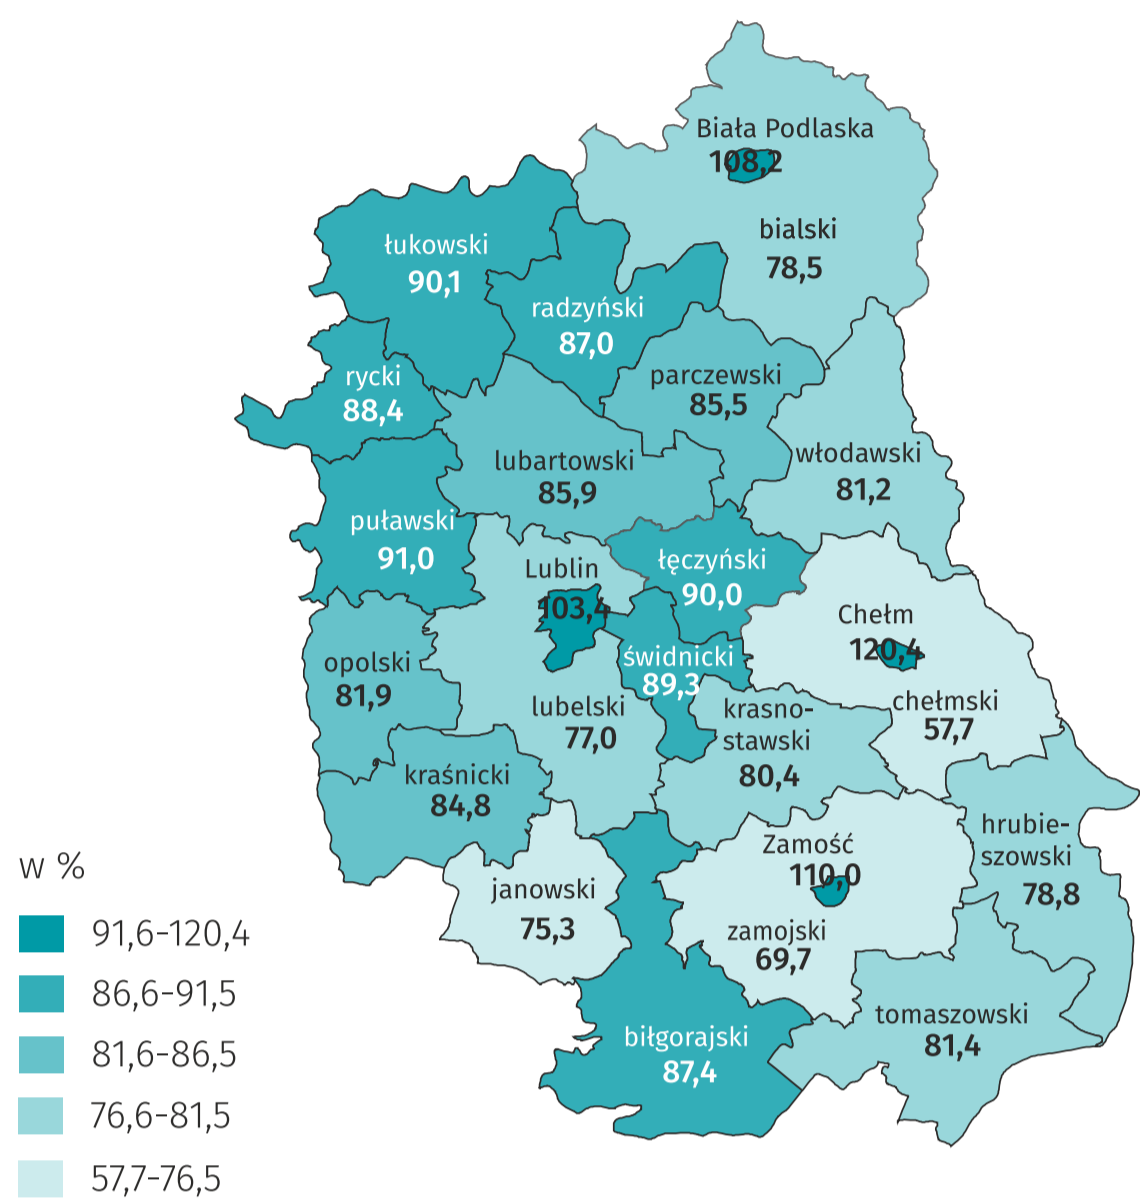 Biała Podlaska
108,2
bialski
78,5
łukowski
90,1
radzyński
87,0
rycki
88,4
parczewski
85,5
włodawski
81,2
lubartowski
85,9
puławski
91,0
łęczyński
90,0
Lublin
103,4
Chełm
120,4
świdnicki
89,3
opolski
81,9
lubelski
77,0
krasno-
stawski
80,4
chełmski
57,7
kraśnicki
84,8
hrubie-
szowski
78,8
Zamość
110,0
janowski
75,3
zamojski
69,7
tomaszowski
81,4
biłgorajski
87,4
w %
91,6-120,4
86,6-91,5
81,6-86,5
76,6-81,5
57,7-76,5